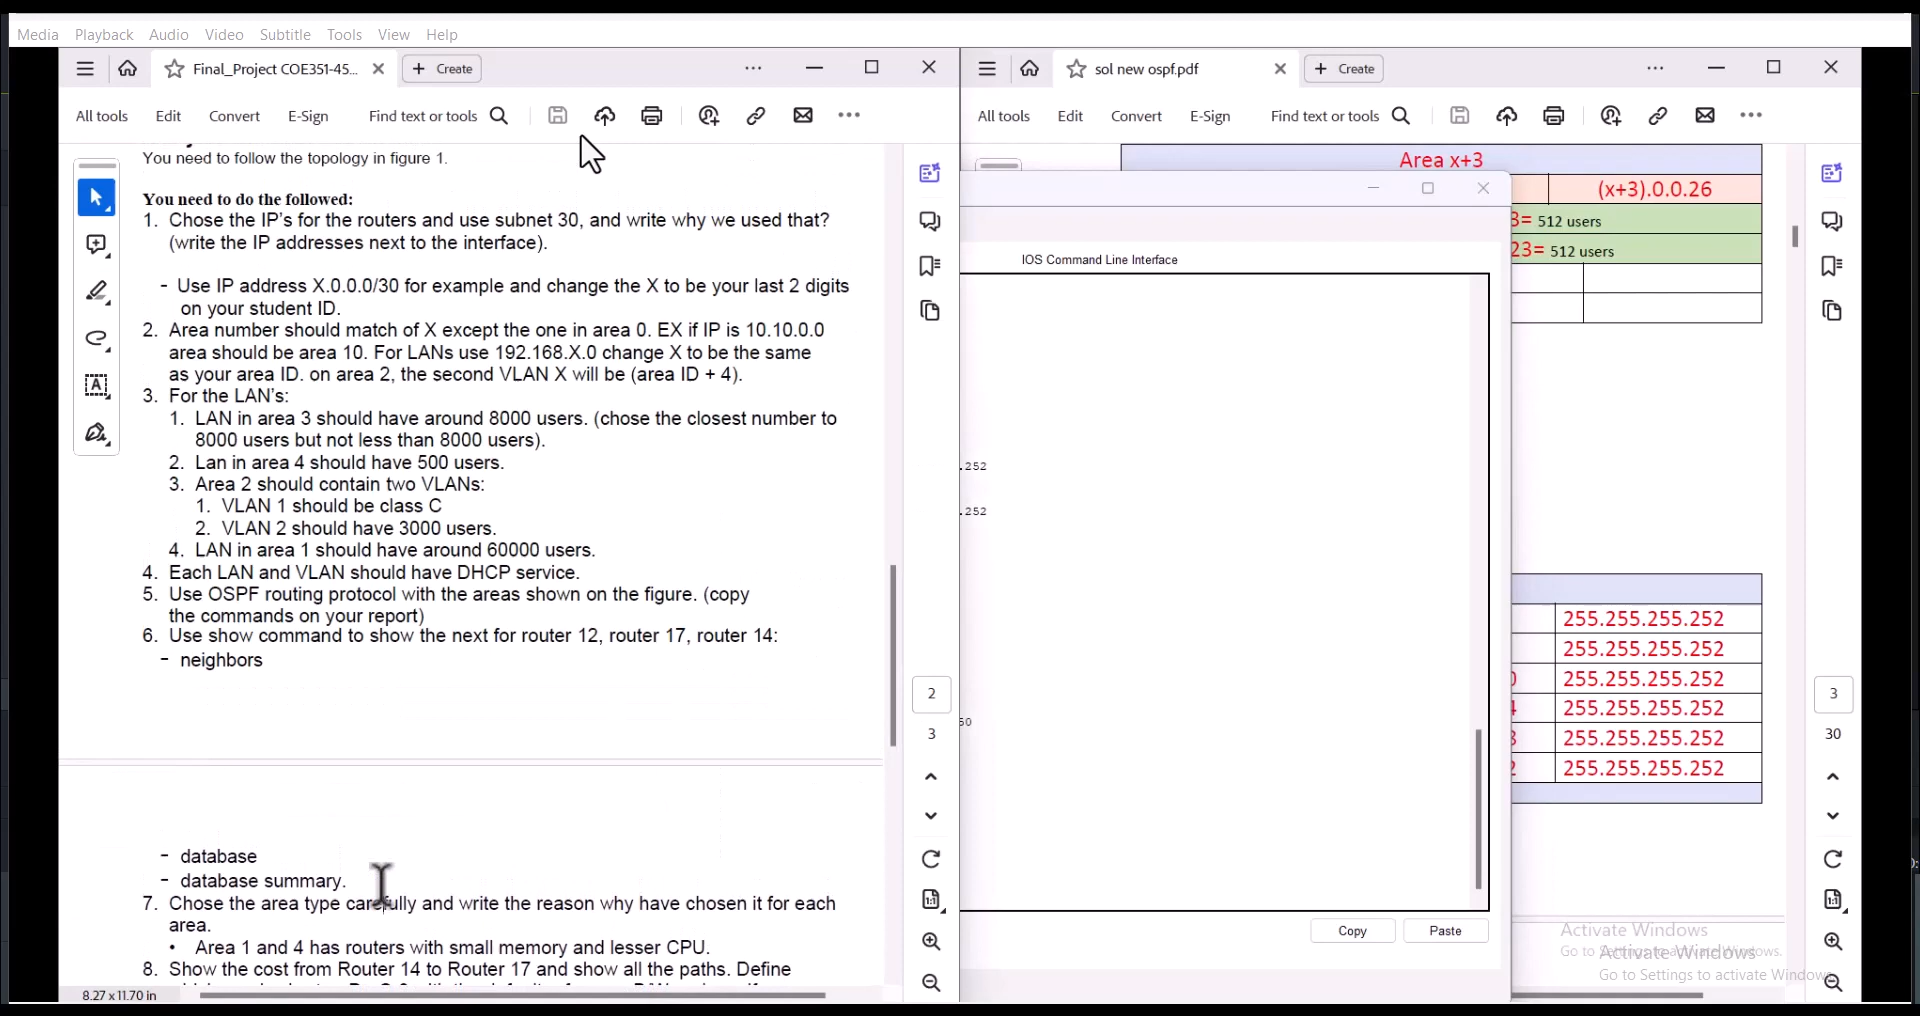 Media Playback Audio Video Subtitle Tools View Help
Final_Project COE351-45...
Create
All tools Edit Convert E-Sign Find text or tools
You need to follow the topology in figure 1.
You need to do the followed:
1. Chose the IP's for the routers and use subnet 30, and write why we used that?
(write the IP addresses next to the interface).
- Use IP address X.0.0.0/30 for example and change the X to be your last 2 digits
on your student ID.
2. Area number should match of X except the one in area 0. EX if IP is 10.10.0.0
area should be area 10. For LANs use 192.168.X.0 change X to be the same
as your area ID. on area 2, the second VLAN X will be (area ID + 4).
3. For the LAN's:
1. LAN in area 3 should have around 8000 users. (chose the closest number to
8000 users but not less than 8000 users).
2. Lan in area 4 should have 500 users.
3. Area 2 should contain two VLANs:
1. VLAN 1 should be class C
2. VLAN 2 should have 3000 users.
4. LAN in area 1 should have around 60000 users.
4. Each LAN and VLAN should have DHCP service.
5. Use OSPF routing protocol with the areas shown on the figure. (copy
the commands on your report)
6. Use show command to show the next for router 12, router 17, router 14:
- neighbors
- database
- database summary.
7. Chose the area type carefully and write the reason why have chosen it for each
area.
• Area 1 and 4 has routers with small memory and lesser CPU.
8. Show the cost from Router 14 to Router 17 and show all the paths. Define
8.27 x 11.70 in
2
3
sol new ospf.pdf
Create
All tools Edit Convert E-Sign Find text or tools
Area x+3
(x+3).0.0.26
3= 512 users
23= 512 users
IOS Command Line Interface
.252
.252
60
Copy Paste
255.255.255.252
255.255.255.252
0 255.255.255.252
4 255.255.255.252
8 255.255.255.252
2 255.255.255.252
3
30
Activate Windows
Go to Settings to activate Windows.
Activate Windows
Go to Settings to activate Windows.